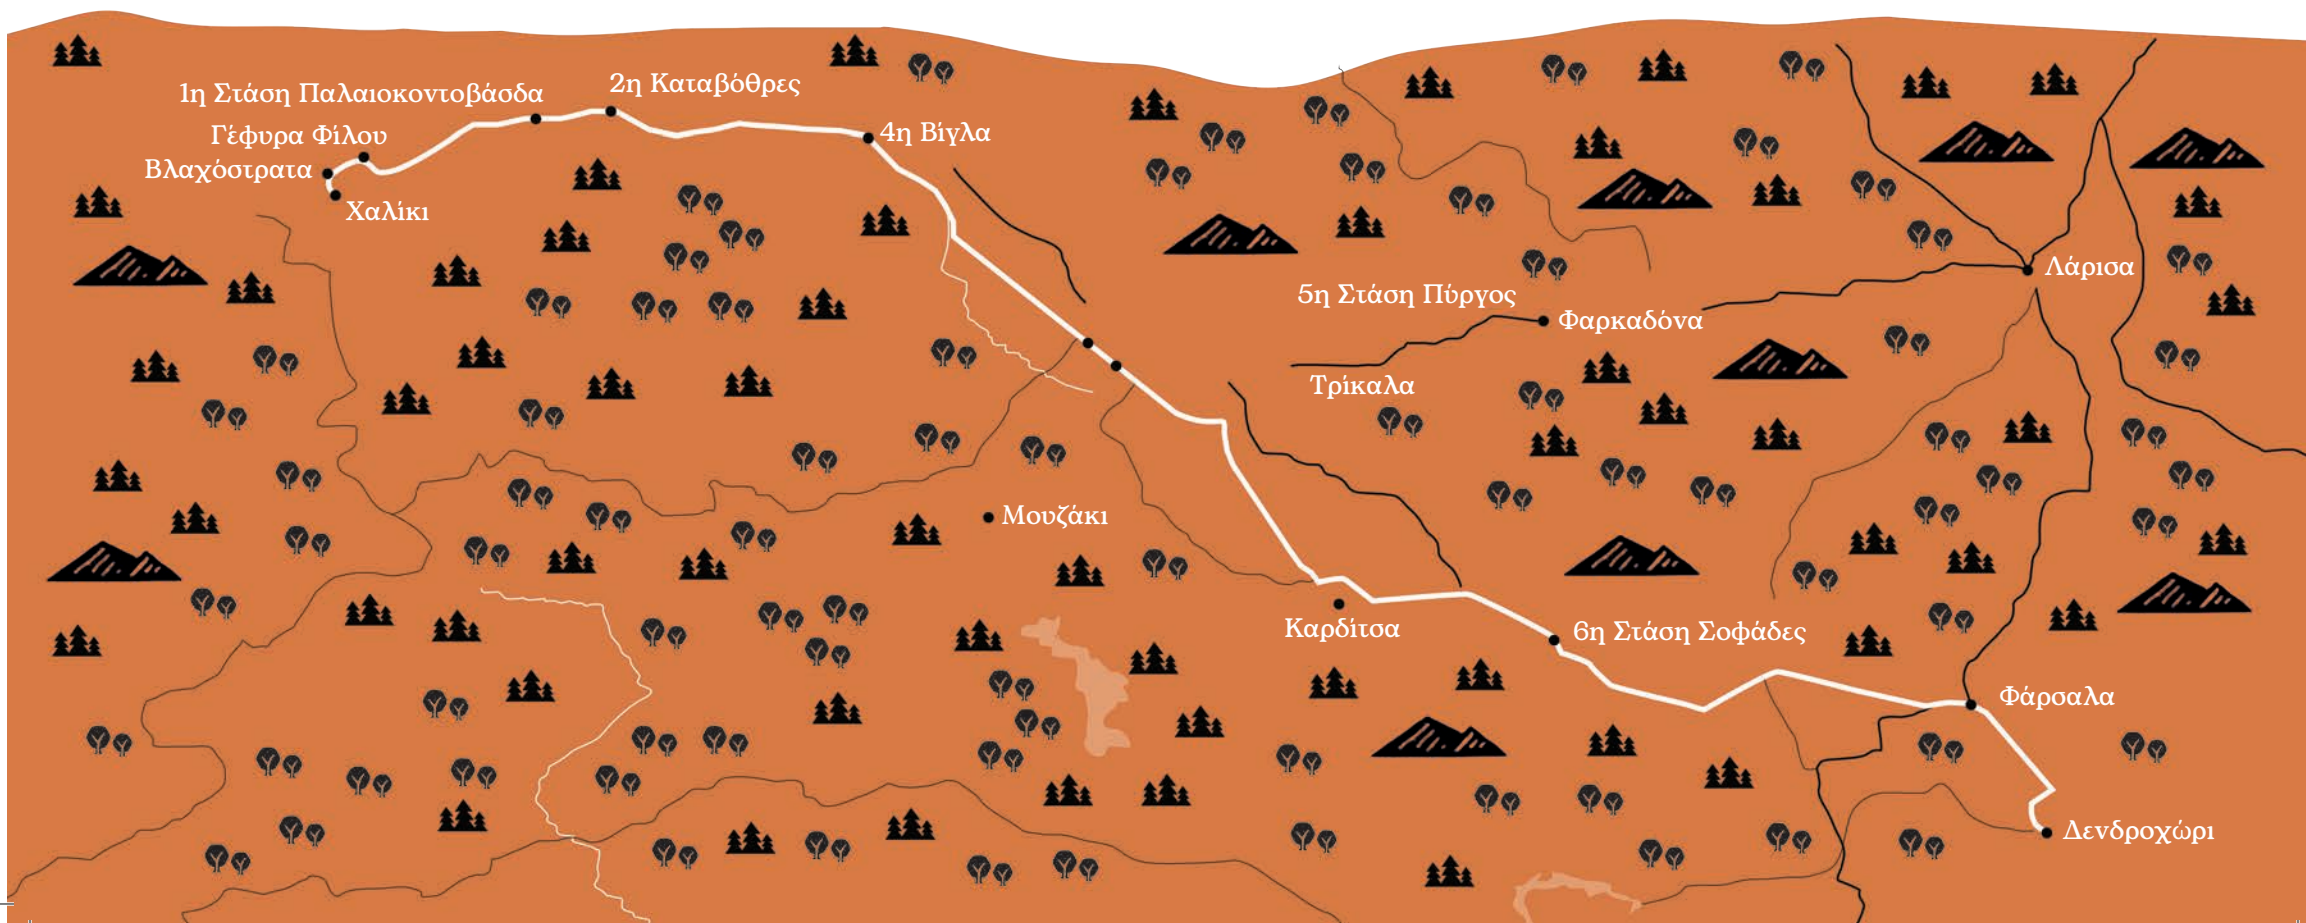 1η Στάση Παλαιοκοντοβάσδα
2η Καταβόθρες
Γέφυρα Φίλου
4η Βίγλα
Βλαχόστρατα
Χαλίκι
Λάρισα
5η Στάση Πύργος
Φαρκαδόνα
Τρίκαλα
Μουζάκι
Καρδίτσα
6η Στάση Σοφάδες
Φάρσαλα
Δενδροχώρι